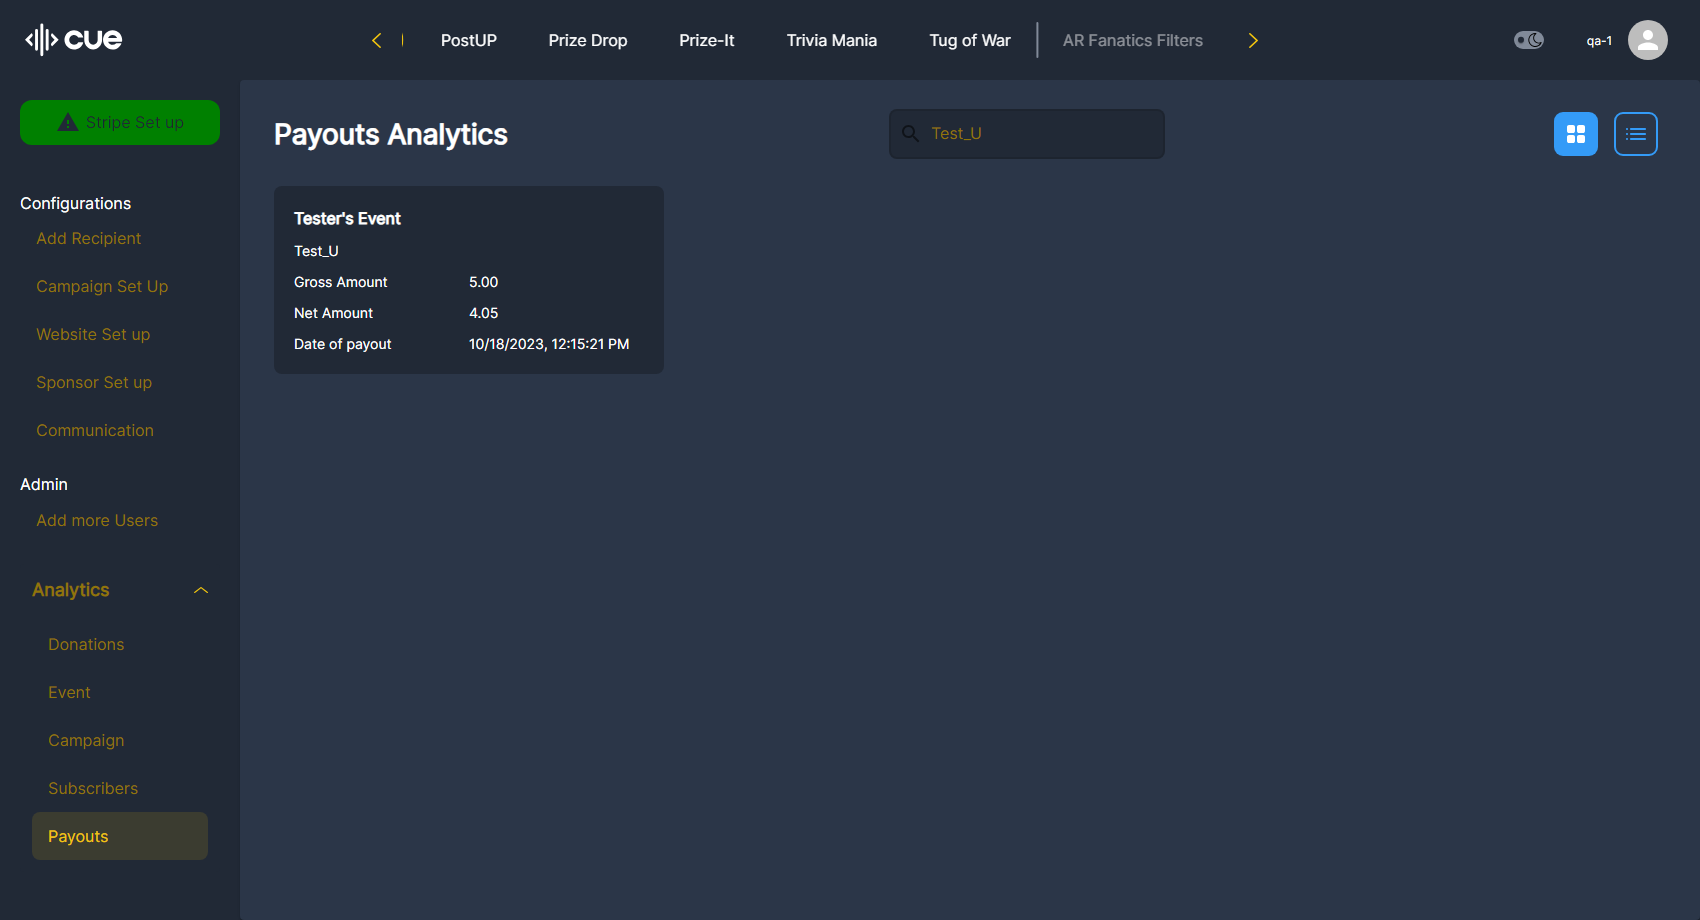 cue
PostUP
Prize Drop
Prize-It
Trivia Mania
Tug of War
AR Fanatics Filters
qa-1
Stripe Set up
Configurations
Add Recipient
Campaign Set Up
Website Set up
Sponsor Set up
Communication
Admin
Add more Users
Analytics
Donations
Event
Campaign
Subscribers
Payouts
Payouts Analytics
Test_U
Tester's Event
Test_U
Gross Amount 5.00
Net Amount 4.05
Date of payout 10/18/2023, 12:15:21 PM